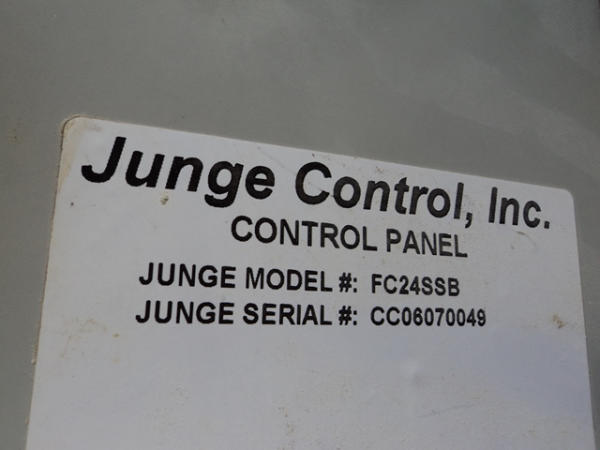 Junge Control, Inc.
CONTROL PANEL
JUNGE MODEL #: FC24SSB
JUNGE SERIAL #: CC06070049